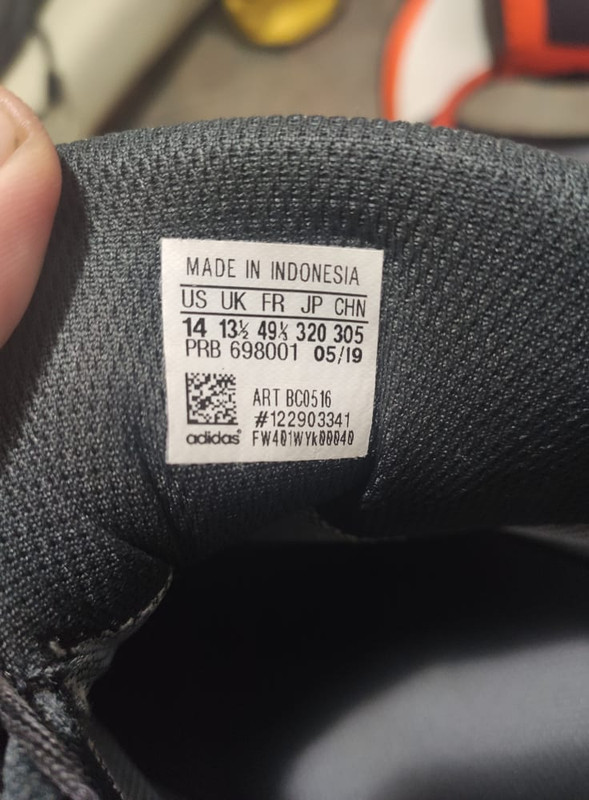 MADE IN INDONESIA
US UK FR JP CHN
14 13½ 49⅓ 320 305
PRB 698001 05/19
ART BC0516
#122903341
adidas® FW401WYk00040